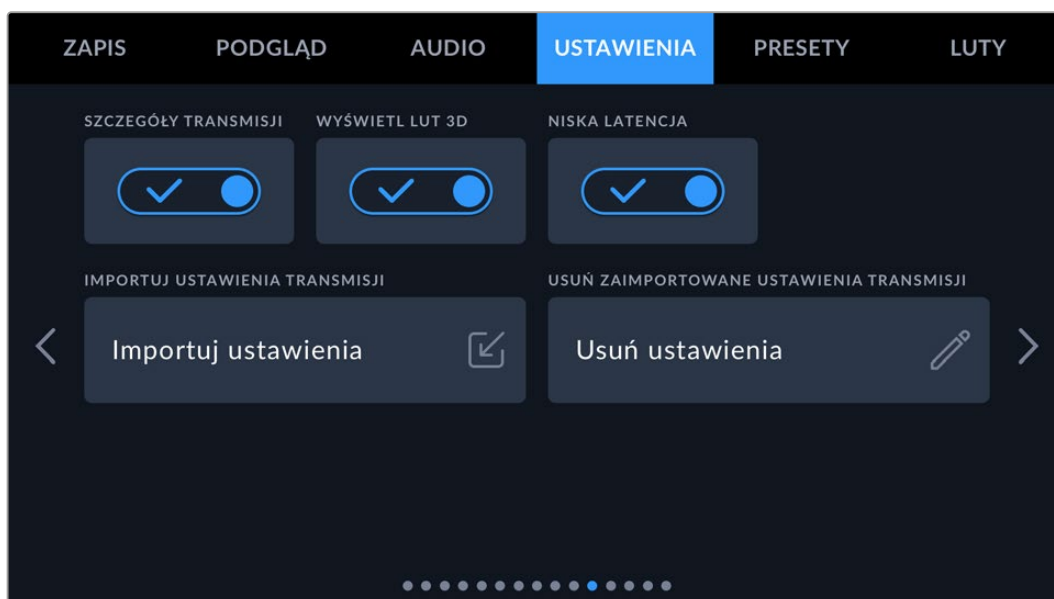 ZAPIS PODGLĄD AUDIO USTAWIENIA PRESETY LUTY
SZCZEGÓŁY TRANSMISJI WYŚWIETL LUT 3D NISKA LATENCJA
IMPORTUJ USTAWIENIA TRANSMISJI USUŃ ZAIMPORTOWANE USTAWIENIA TRANSMISJI
Importuj ustawienia Usuń ustawienia